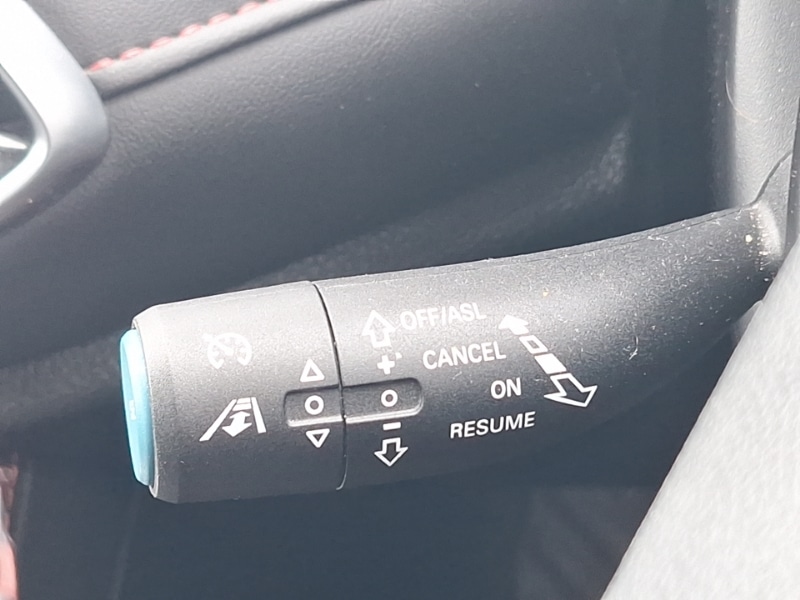 OFF/ASL
+
CANCEL
ON
-
RESUME